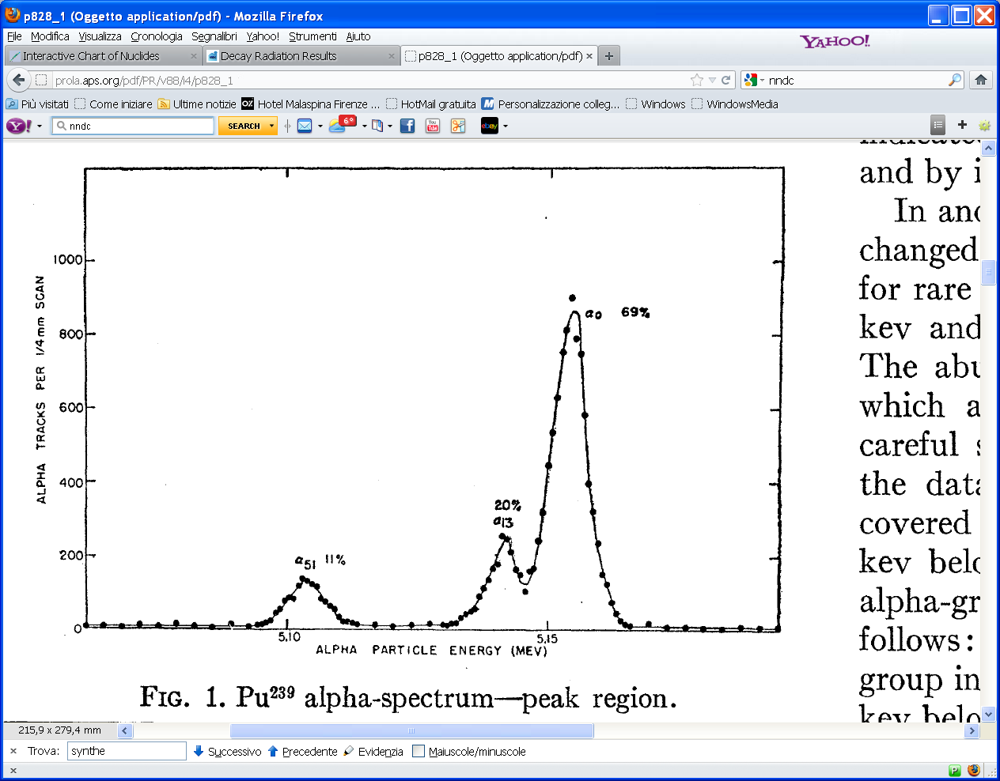 p828_1 (Oggetto application/pdf) - Mozilla Firefox
File Modifica Visualizza Cronologia Segnalibri Yahoo! Strumenti Aiuto
YAHOO!
Interactive Chart of Nuclides Decay Radiation Results p828_1 (Oggetto application/pdf)
prola.aps.org/pdf/PR/v88/i4/p828_1 nndc
Più visitati Come iniziare Ultime notizie Hotel Malaspina Firenze ... HotMail gratuita Personalizzazione colleg... Windows WindowsMedia
Y! nndc SEARCH 6° ebay
ALPHA TRACKS PER 1/4 mm SCAN
1000
800
600
400
200
0
a0 69%
20%
a13
a51 11%
5.10 5.15
ALPHA PARTICLE ENERGY (MEV)
FIG. 1. Pu239 alpha-spectrum—peak region.
and by i
In and
changed
for rare
kev and
The abu
which a
careful s
the data
covered
kev belo
alpha-gr
follows:
group in
kev belo
215,9 x 279,4 mm
Trova: synthe Successivo Precedente Evidenzia Maiuscole/minuscole